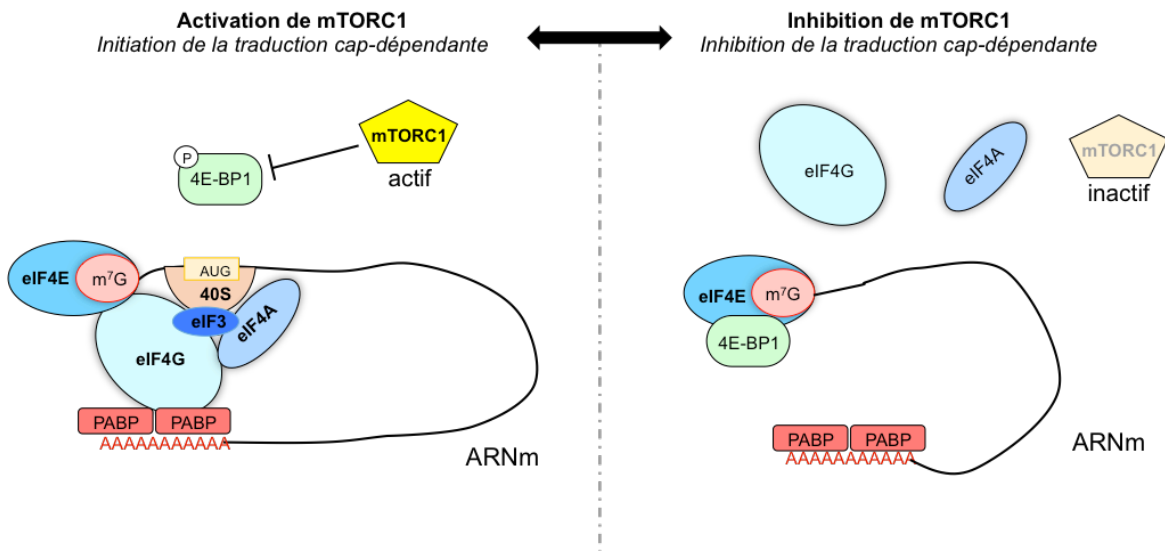 Activation de mTORC1
Initiation de la traduction cap-dépendante
mTORC1
actif
P
4E-BP1
eIF4E
m⁷G
AUG
40S
eIF3
eIF4A
eIF4G
PABP PABP
AAAAAAAAAAA
ARNm
Inhibition de mTORC1
Inhibition de la traduction cap-dépendante
eIF4G
eIF4A
mTORC1
inactif
eIF4E
m⁷G
4E-BP1
PABP PABP
AAAAAAAAAAA
ARNm